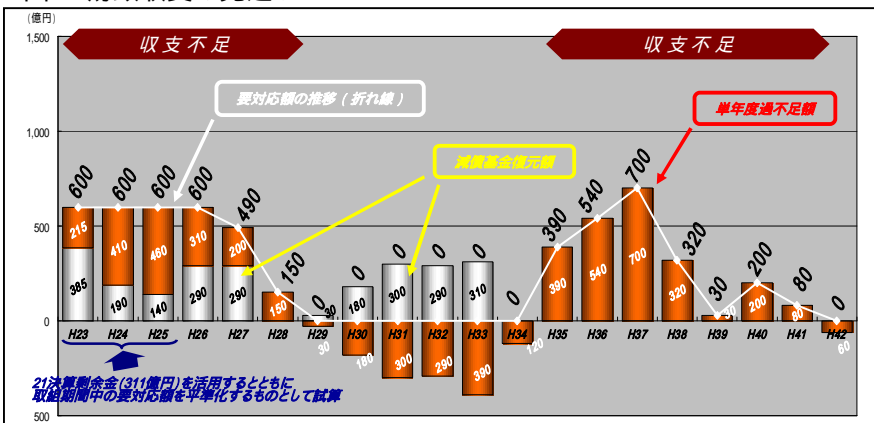 (億円)
1,500
1,000
500
0
500
収支不足
収支不足
要対応額の推移（折れ線）
減債基金復元額
単年度過不足額
600
600
600
600
490
150
0
0
0
0
0
0
390
540
700
320
30
200
80
0
215
410
460
310
200
150
30
180
300
290
310
390
540
700
320
30
200
80
385
190
140
290
290
H23
H24
H25
H26
H27
H28
H29
H30
H31
H32
H33
H34
H35
H36
H37
H38
H39
H40
H41
H42
30
180
300
290
390
120
60
21決算剰余金(311億円)を活用するとともに
取組期間中の要対応額を平準化するものとして試算